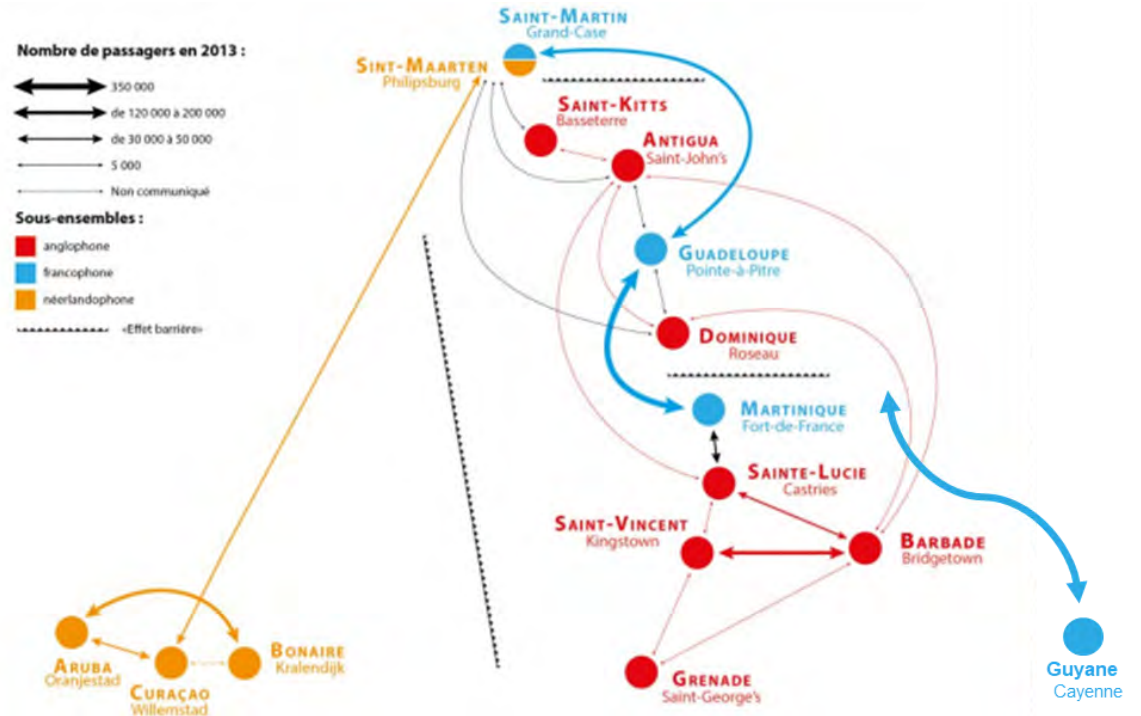 SAINT-MARTIN
Grand-Case
Nombre de passagers en 2013 :
350 000
de 120 000 à 200 000
de 30 000 à 50 000
5 000
Non communiqué
Sous-ensembles :
anglophone
francophone
néerlandophone
«Effet barrière»
SINT-MAARTEN
Philipsburg
SAINT-KITTS
Basseterre
ANTIGUA
Saint-John's
GUADELOUPE
Pointe-à-Pitre
DOMINIQUE
Roseau
MARTINIQUE
Fort-de-France
SAINTE-LUCIE
Castries
SAINT-VINCENT
Kingstown
BARBADE
Bridgetown
GRENADE
Saint-George's
ARUBA
Oranjestad
CURAÇAO
Willemstad
BONAIRE
Kralendijk
Guyane
Cayenne